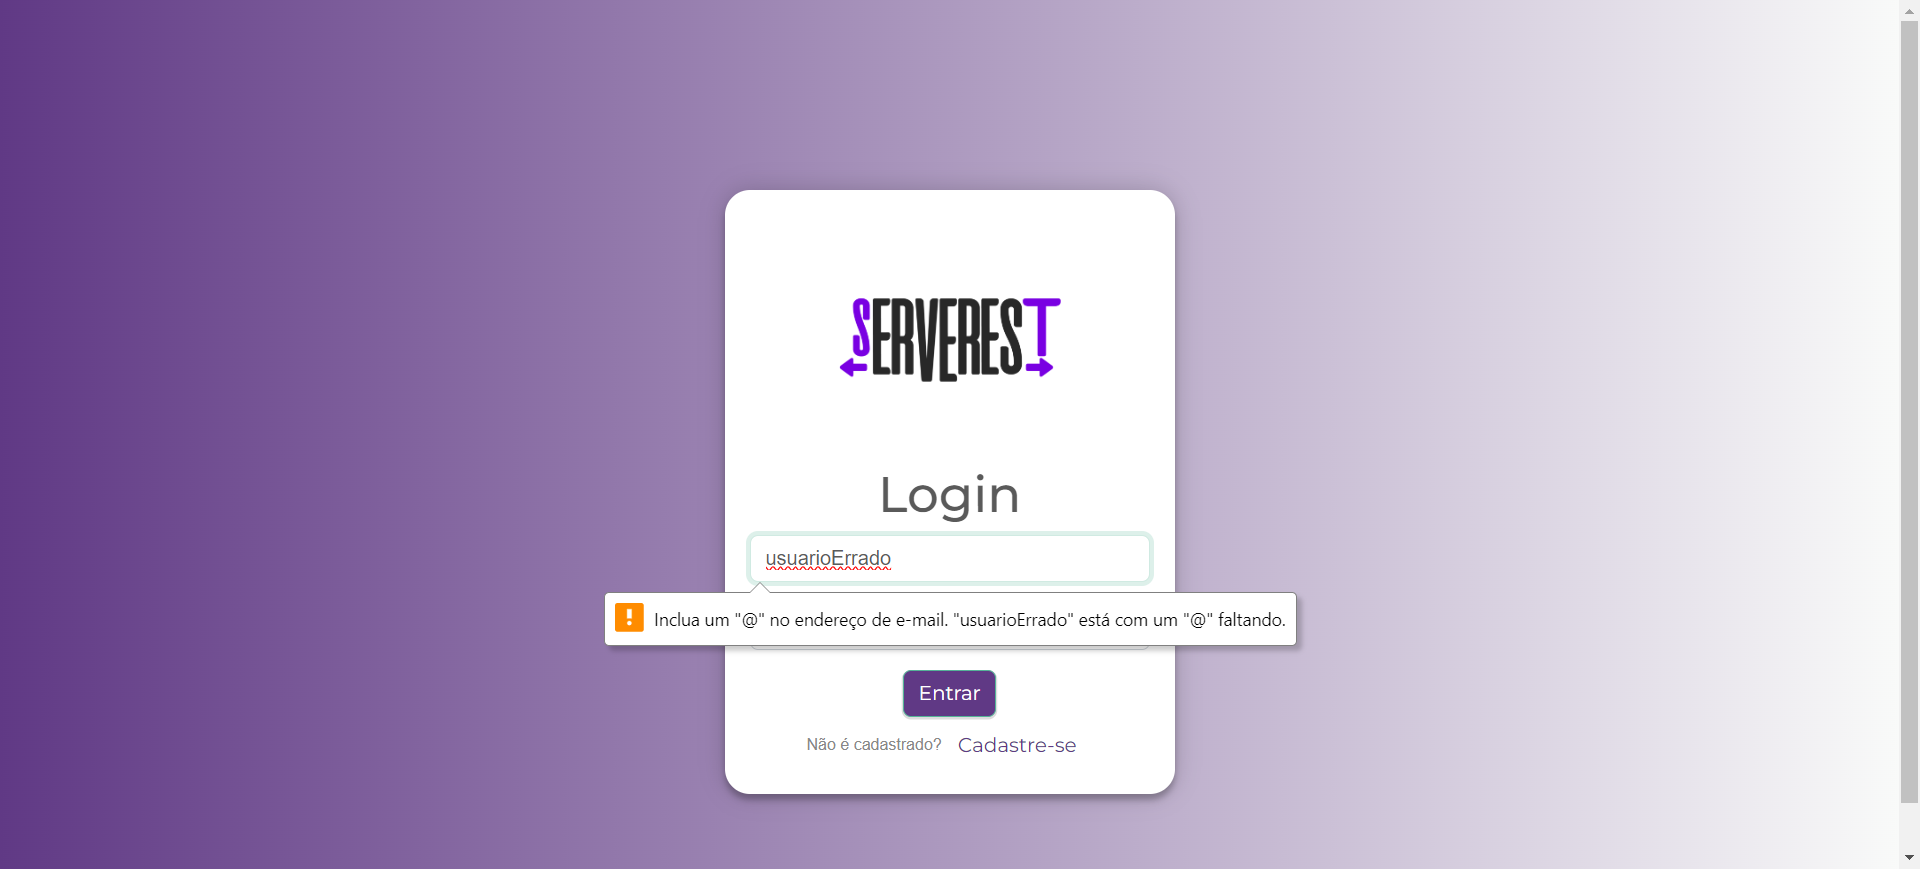 SERVEREST
Login
usuarioErrado
Inclua um "@" no endereço de e-mail. "usuarioErrado" está com um "@" faltando.
Entrar
Não é cadastrado? Cadastre-se